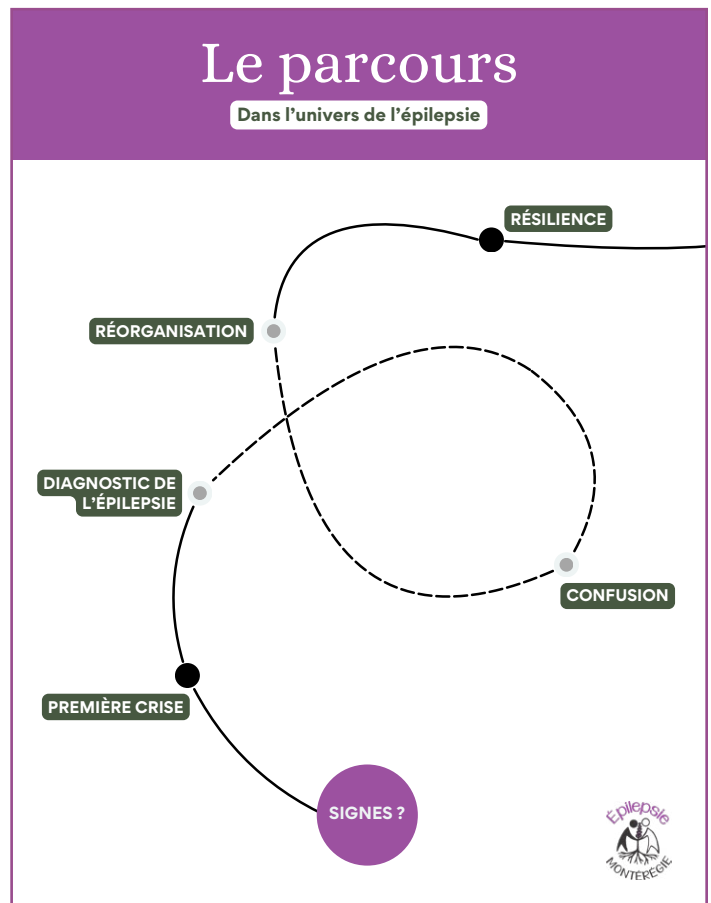 Le parcours
Dans l'univers de l'épilepsie
RÉSILIENCE
RÉORGANISATION
DIAGNOSTIC DE
L'ÉPILEPSIE
CONFUSION
PREMIÈRE CRISE
SIGNES ?
Épilepsie
MONTÉRÉGIE